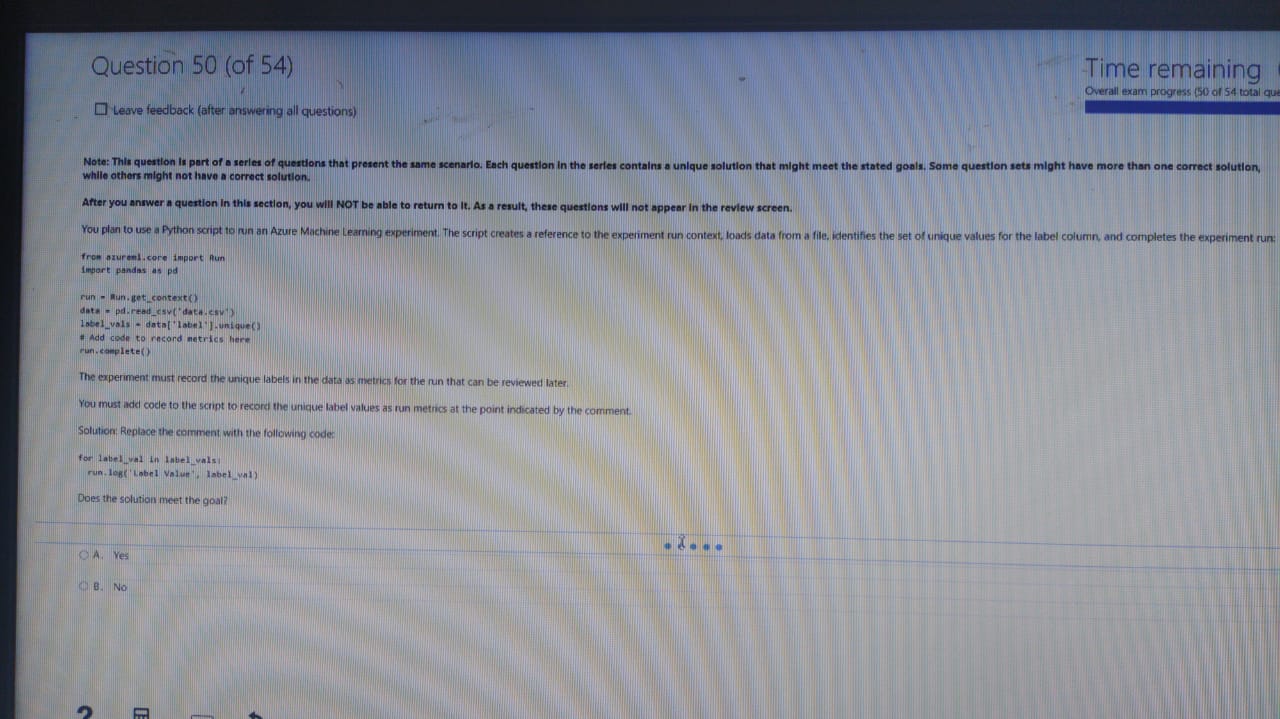 Question 50 (of 54)
Time remaining
Leave feedback (after answering all questions)
Overall exam progress (50 of 54 total que
Note: This question is part of a series of questions that present the same scenario. Each question in the series contains a unique solution that might meet the stated goals. Some question sets might have more than one correct solution,
while others might not have a correct solution.
After you answer a question in this section, you will NOT be able to return to it. As a result, these questions will not appear in the review screen.
You plan to use a Python script to run an Azure Machine Learning experiment. The script creates a reference to the experiment run context, loads data from a file, identifies the set of unique values for the label column, and completes the experiment run:
from azureml.core import Run
import pandas as pd
run = Run.get_context()
data = pd.read_csv('data.csv')
label_vals = data['label'].unique()
# Add code to record metrics here
run.complete()
The experiment must record the unique labels in the data as metrics for the run that can be reviewed later.
You must add code to the script to record the unique label values as run metrics at the point indicated by the comment.
Solution: Replace the comment with the following code:
for label_val in label_vals:
run.log('Label Value', label_val)
Does the solution meet the goal?
A. Yes
B. No
?